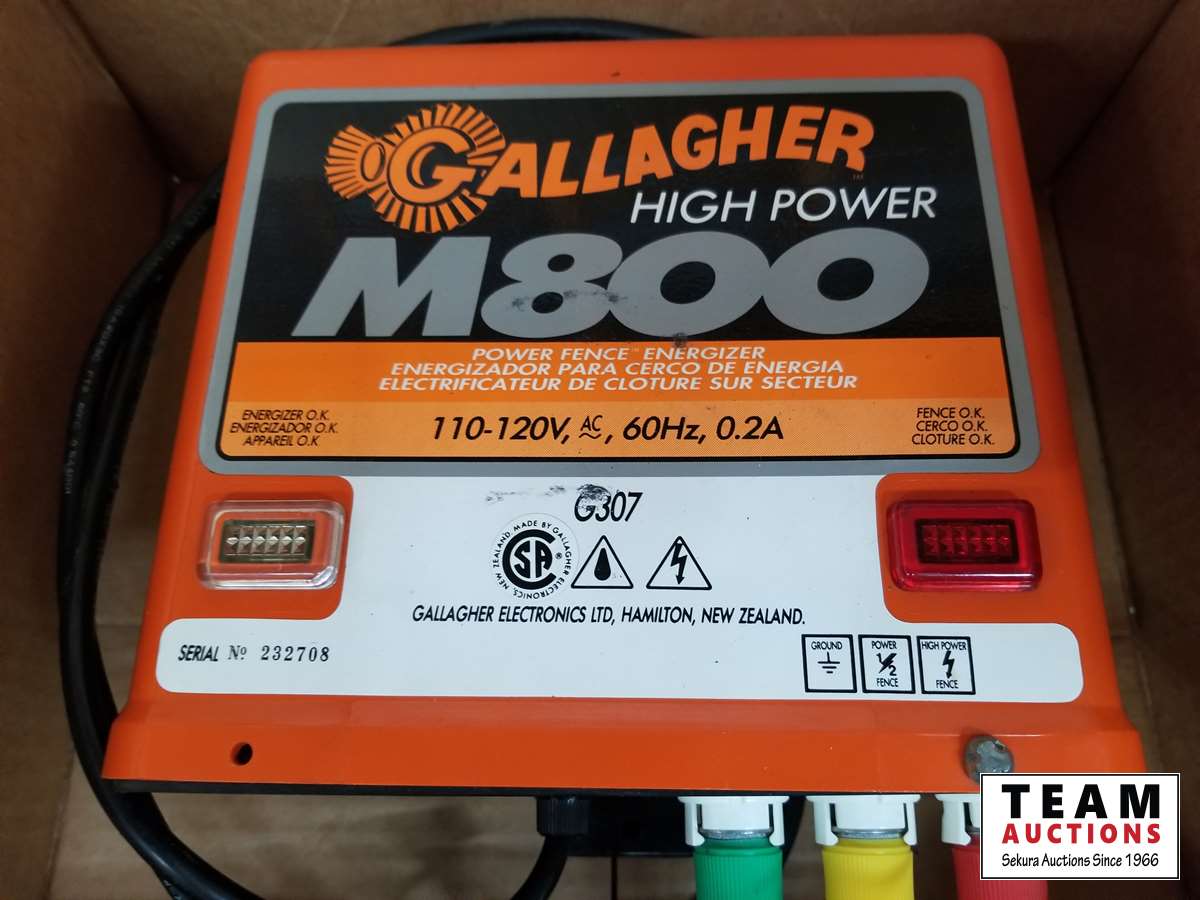 GALLAGHER
HIGH POWER
M800
POWER FENCE™ ENERGIZER
ENERGIZADOR PARA CERCO DE ENERGIA
ELECTRIFICATEUR DE CLOTURE SUR SECTEUR
ENERGIZER O.K.
ENERGIZADOR O.K.
APPAREIL O.K
110-120V, AC ~, 60Hz, 0.2A
FENCE O.K.
CERCO O.K.
CLOTURE O.K.
G307
MADE BY GALLAGHER ELECTRONICS, NEW ZEALAND.
CSA ®
GALLAGHER ELECTRONICS LTD, HAMILTON, NEW ZEALAND.
SERIAL Nº 232708
GROUND
POWER
1/2
FENCE
HIGH POWER
FENCE
TEAM
AUCTIONS
Sekura Auctions Since 1966